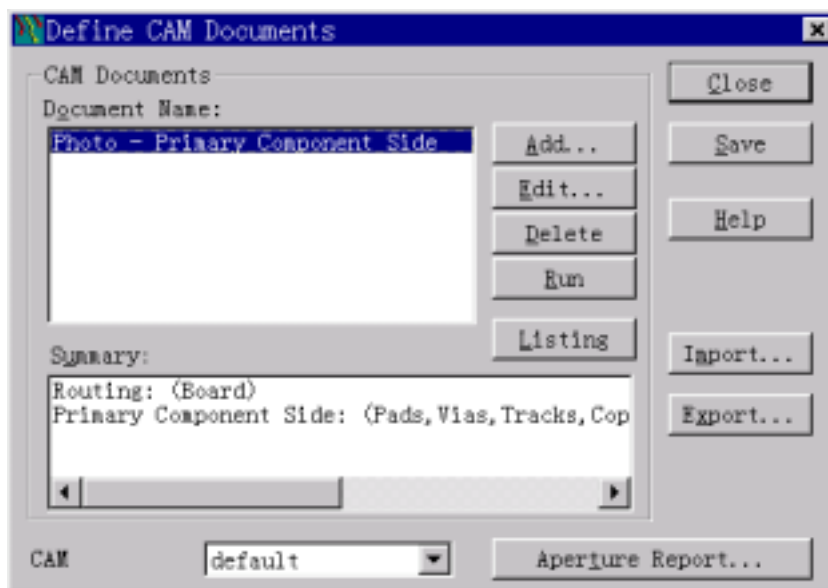 Define CAM Documents
CAM Documents
Document Name:
Photo - Primary Component Side
Add...
Edit...
Delete
Run
Listing
Close
Save
Help
Import...
Export...
Summary:
Routing: (Board)
Primary Component Side: (Pads,Vias,Tracks,Cop
CAM
default
Aperture Report...